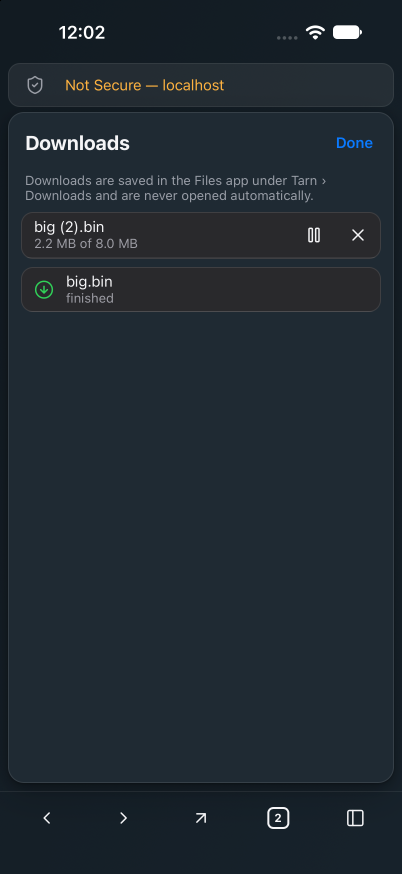 12:02
Not Secure — localhost
Downloads
Done
Downloads are saved in the Files app under Tarn ›
Downloads and are never opened automatically.
big (2).bin
2.2 MB of 8.0 MB
big.bin
finished
2